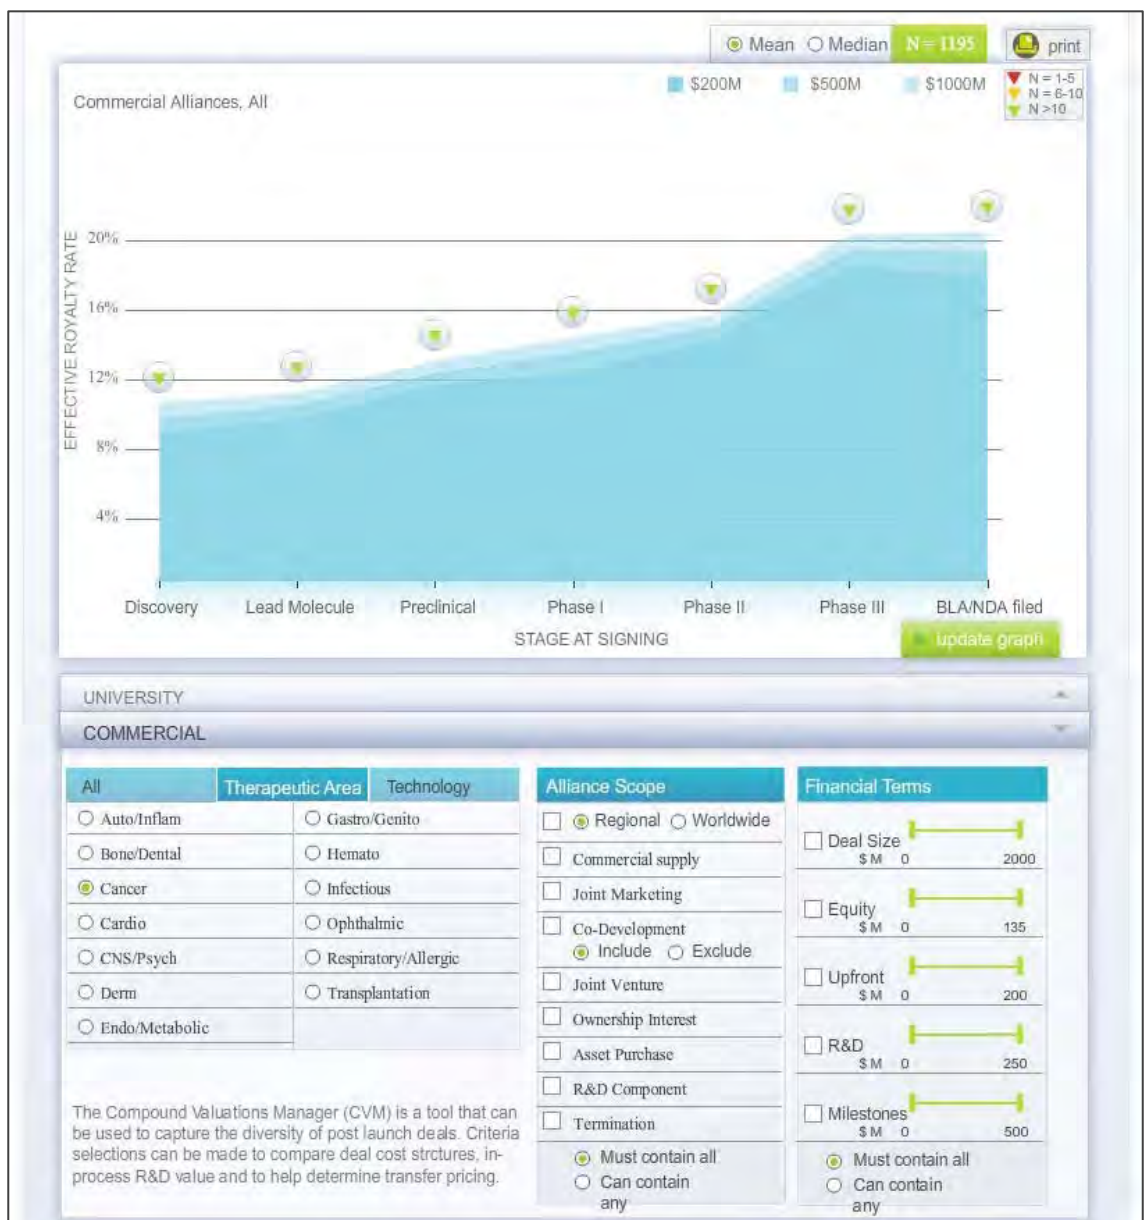 Mean Median N = 1195 print
$200M $500M $1000M
N = 1-5
N = 6-10
N >10
Commercial Alliances, All
EFFECTIVE ROYALTY RATE
20%
16%
12%
8%
4%
Discovery Lead Molecule Preclinical Phase I Phase II Phase III BLA/NDA filed
STAGE AT SIGNING
update graph
UNIVERSITY
COMMERCIAL
All Therapeutic Area Technology
Auto/Inflam Gastro/Genito
Bone/Dental Hemato
Cancer Infectious
Cardio Ophthalmic
CNS/Psych Respiratory/Allergic
Derm Transplantation
Endo/Metabolic
The Compound Valuations Manager (CVM) is a tool that can
be used to capture the diversity of post launch deals. Criteria
selections can be made to compare deal cost strctures, in-
process R&D value and to help determine transfer pricing.
Alliance Scope
Regional Worldwide
Commercial supply
Joint Marketing
Co-Development
Include Exclude
Joint Venture
Ownership Interest
Asset Purchase
R&D Component
Termination
Must contain all
Can contain
any
Financial Terms
Deal Size
$ M 0 2000
Equity
$ M 0 135
Upfront
$ M 0 200
R&D
$ M 0 250
Milestones
$ M 0 500
Must contain all
Can contain
any